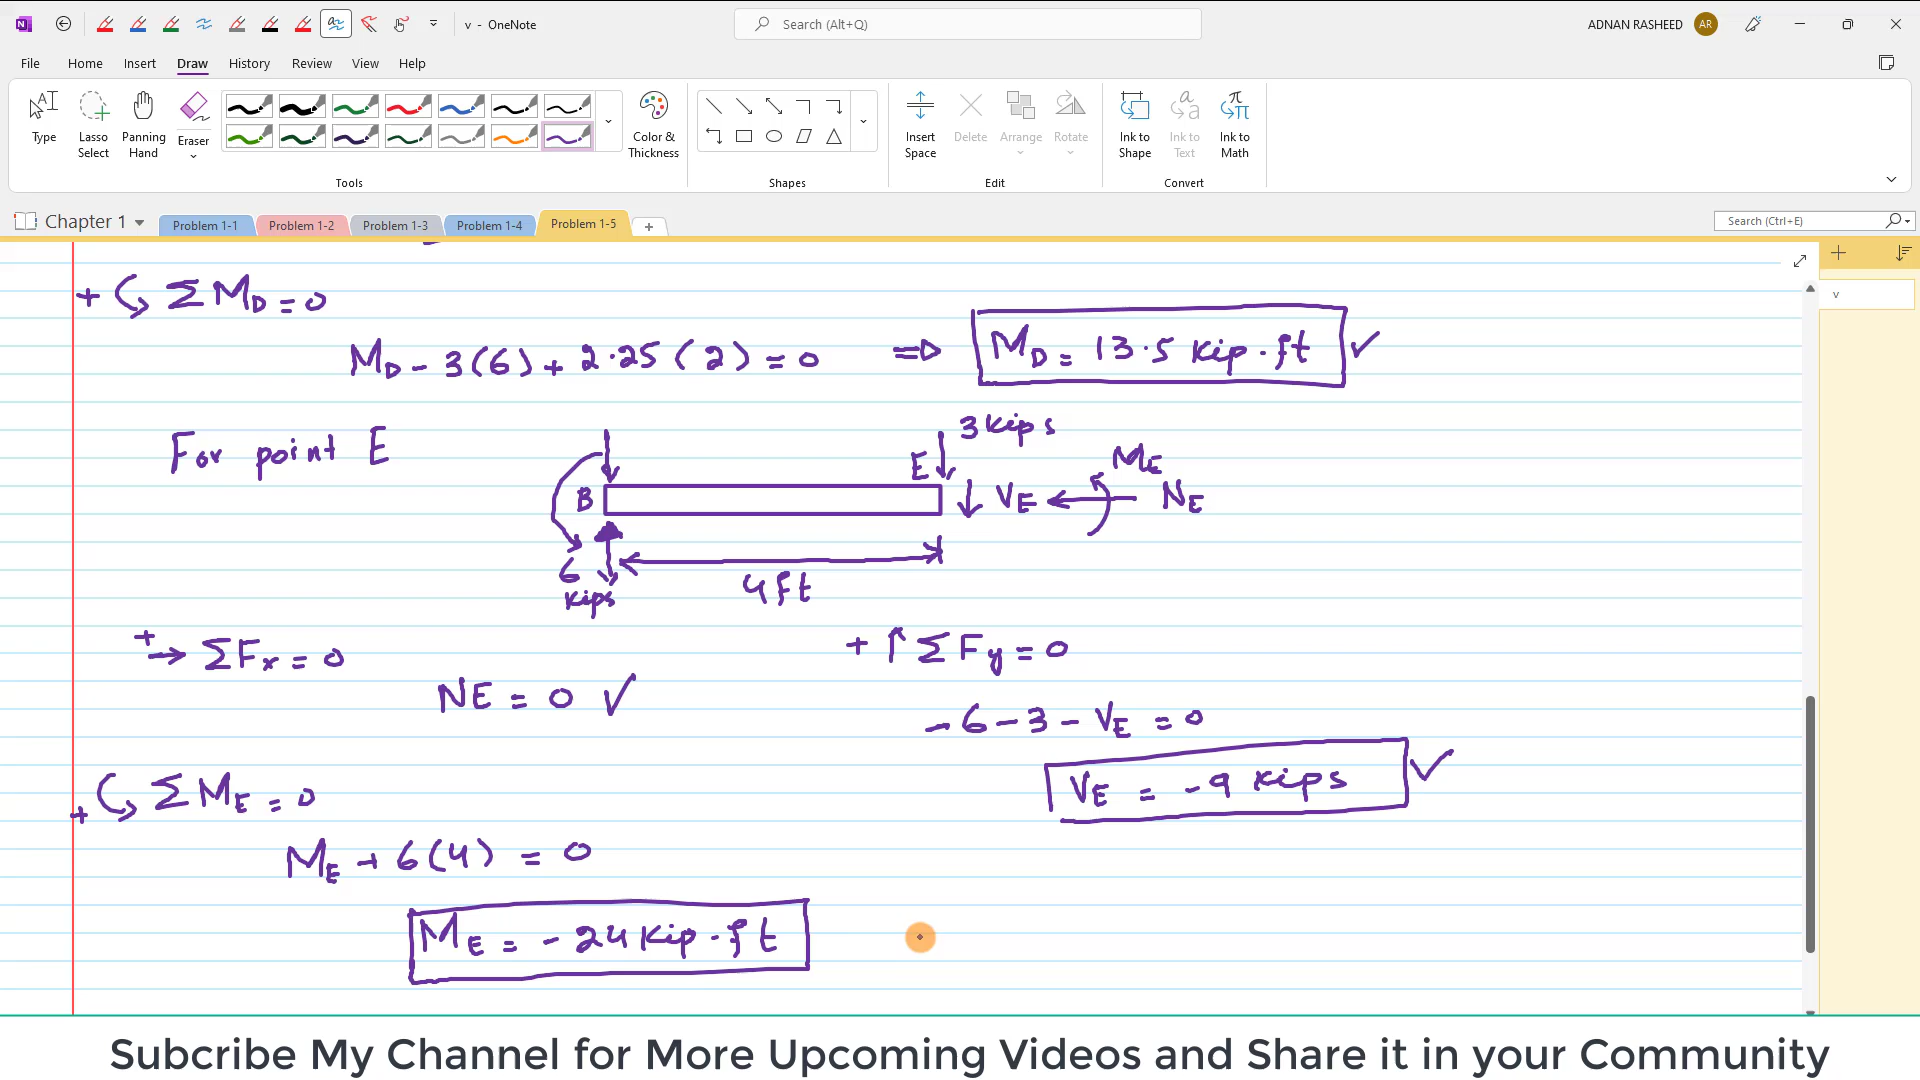 v - OneNote
Search (Alt+Q)
ADNAN RASHEED
AR
File Home Insert Draw History Review View Help
Type
Lasso Select
Panning Hand
Eraser
Color & Thickness
Insert Space
Delete
Arrange
Rotate
Ink to Shape
Ink to Text
Ink to Math
Tools Shapes Edit Convert
Chapter 1 Problem 1-1 Problem 1-2 Problem 1-3 Problem 1-4 Problem 1-5
Search (Ctrl+E)
v
+ ΣM_D = 0
M_D - 3(6) + 2.25(2) = 0 ⇒ M_D = 13.5 Kip.ft ✓
For point E
3 Kips
E
M_E
B
V_E
N_E
6 Kips
4 ft
+→ ΣFx = 0
+↑ ΣFy = 0
NE = 0 ✓
-6 - 3 - V_E = 0
V_E = -9 Kips ✓
+ ΣM_E = 0
M_E + 6(4) = 0
M_E = -24 Kip.ft
Subcribe My Channel for More Upcoming Videos and Share it in your Community